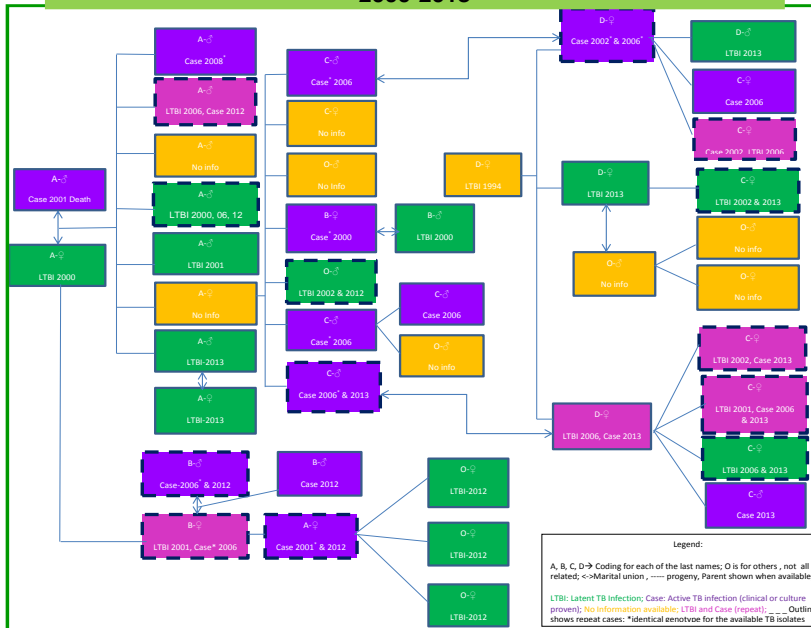 2000-2013
A-♂
Case 2008*
A-♂
LTBI 2006, Case 2012
A-♂
No info
A-♂
Case 2001 Death
A-♂
LTBI 2000, 06, 12
A-♀
LTBI 2000
A-♂
LTBI 2001
A-♀
No Info
A-♂
LTBI-2013
A-♀
LTBI-2013
C-♂
Case* 2006
C-♀
No info
O-♂
No Info
B-♀
Case* 2000
B-♂
LTBI 2000
O-♂
LTBI 2002 & 2012
C-♂
Case* 2006
C-♂
Case 2006
O-♂
No info
C-♂
Case 2006* & 2013
D-♀
Case 2002* & 2006*
D-♂
LTBI 2013
C-♀
Case 2006
C-♀
Case 2002, LTBI 2006
D-♀
LTBI 1994
D-♀
LTBI 2013
C-♀
LTBI 2002 & 2013
O-♂
No info
O-♂
No Info
O-♀
No Info
D-♀
LTBI 2006, Case 2013
C-♀
LTBI 2002, Case 2013
C-♀
LTBI 2001, Case 2006
& 2013
C-♀
LTBI 2006 & 2013
C-♂
Case 2013
B-♂
Case-2006* & 2012
B-♂
Case 2012
B-♀
LTBI 2001, Case* 2006
A-♀
Case 2001* & 2012
O-♀
LTBI-2012
O-♀
LTBI-2012
O-♀
LTBI-2012
Legend:
A, B, C, D→ Coding for each of the last names; O is for others , not all
related; <->Marital union , ----- progeny, Parent shown when available
LTBI: Latent TB Infection; Case: Active TB infection (clinical or culture
proven); No Information available; LTBI and Case (repeat); _ _ _ Outlin
shows repeat cases: *identical genotype for the available TB isolates